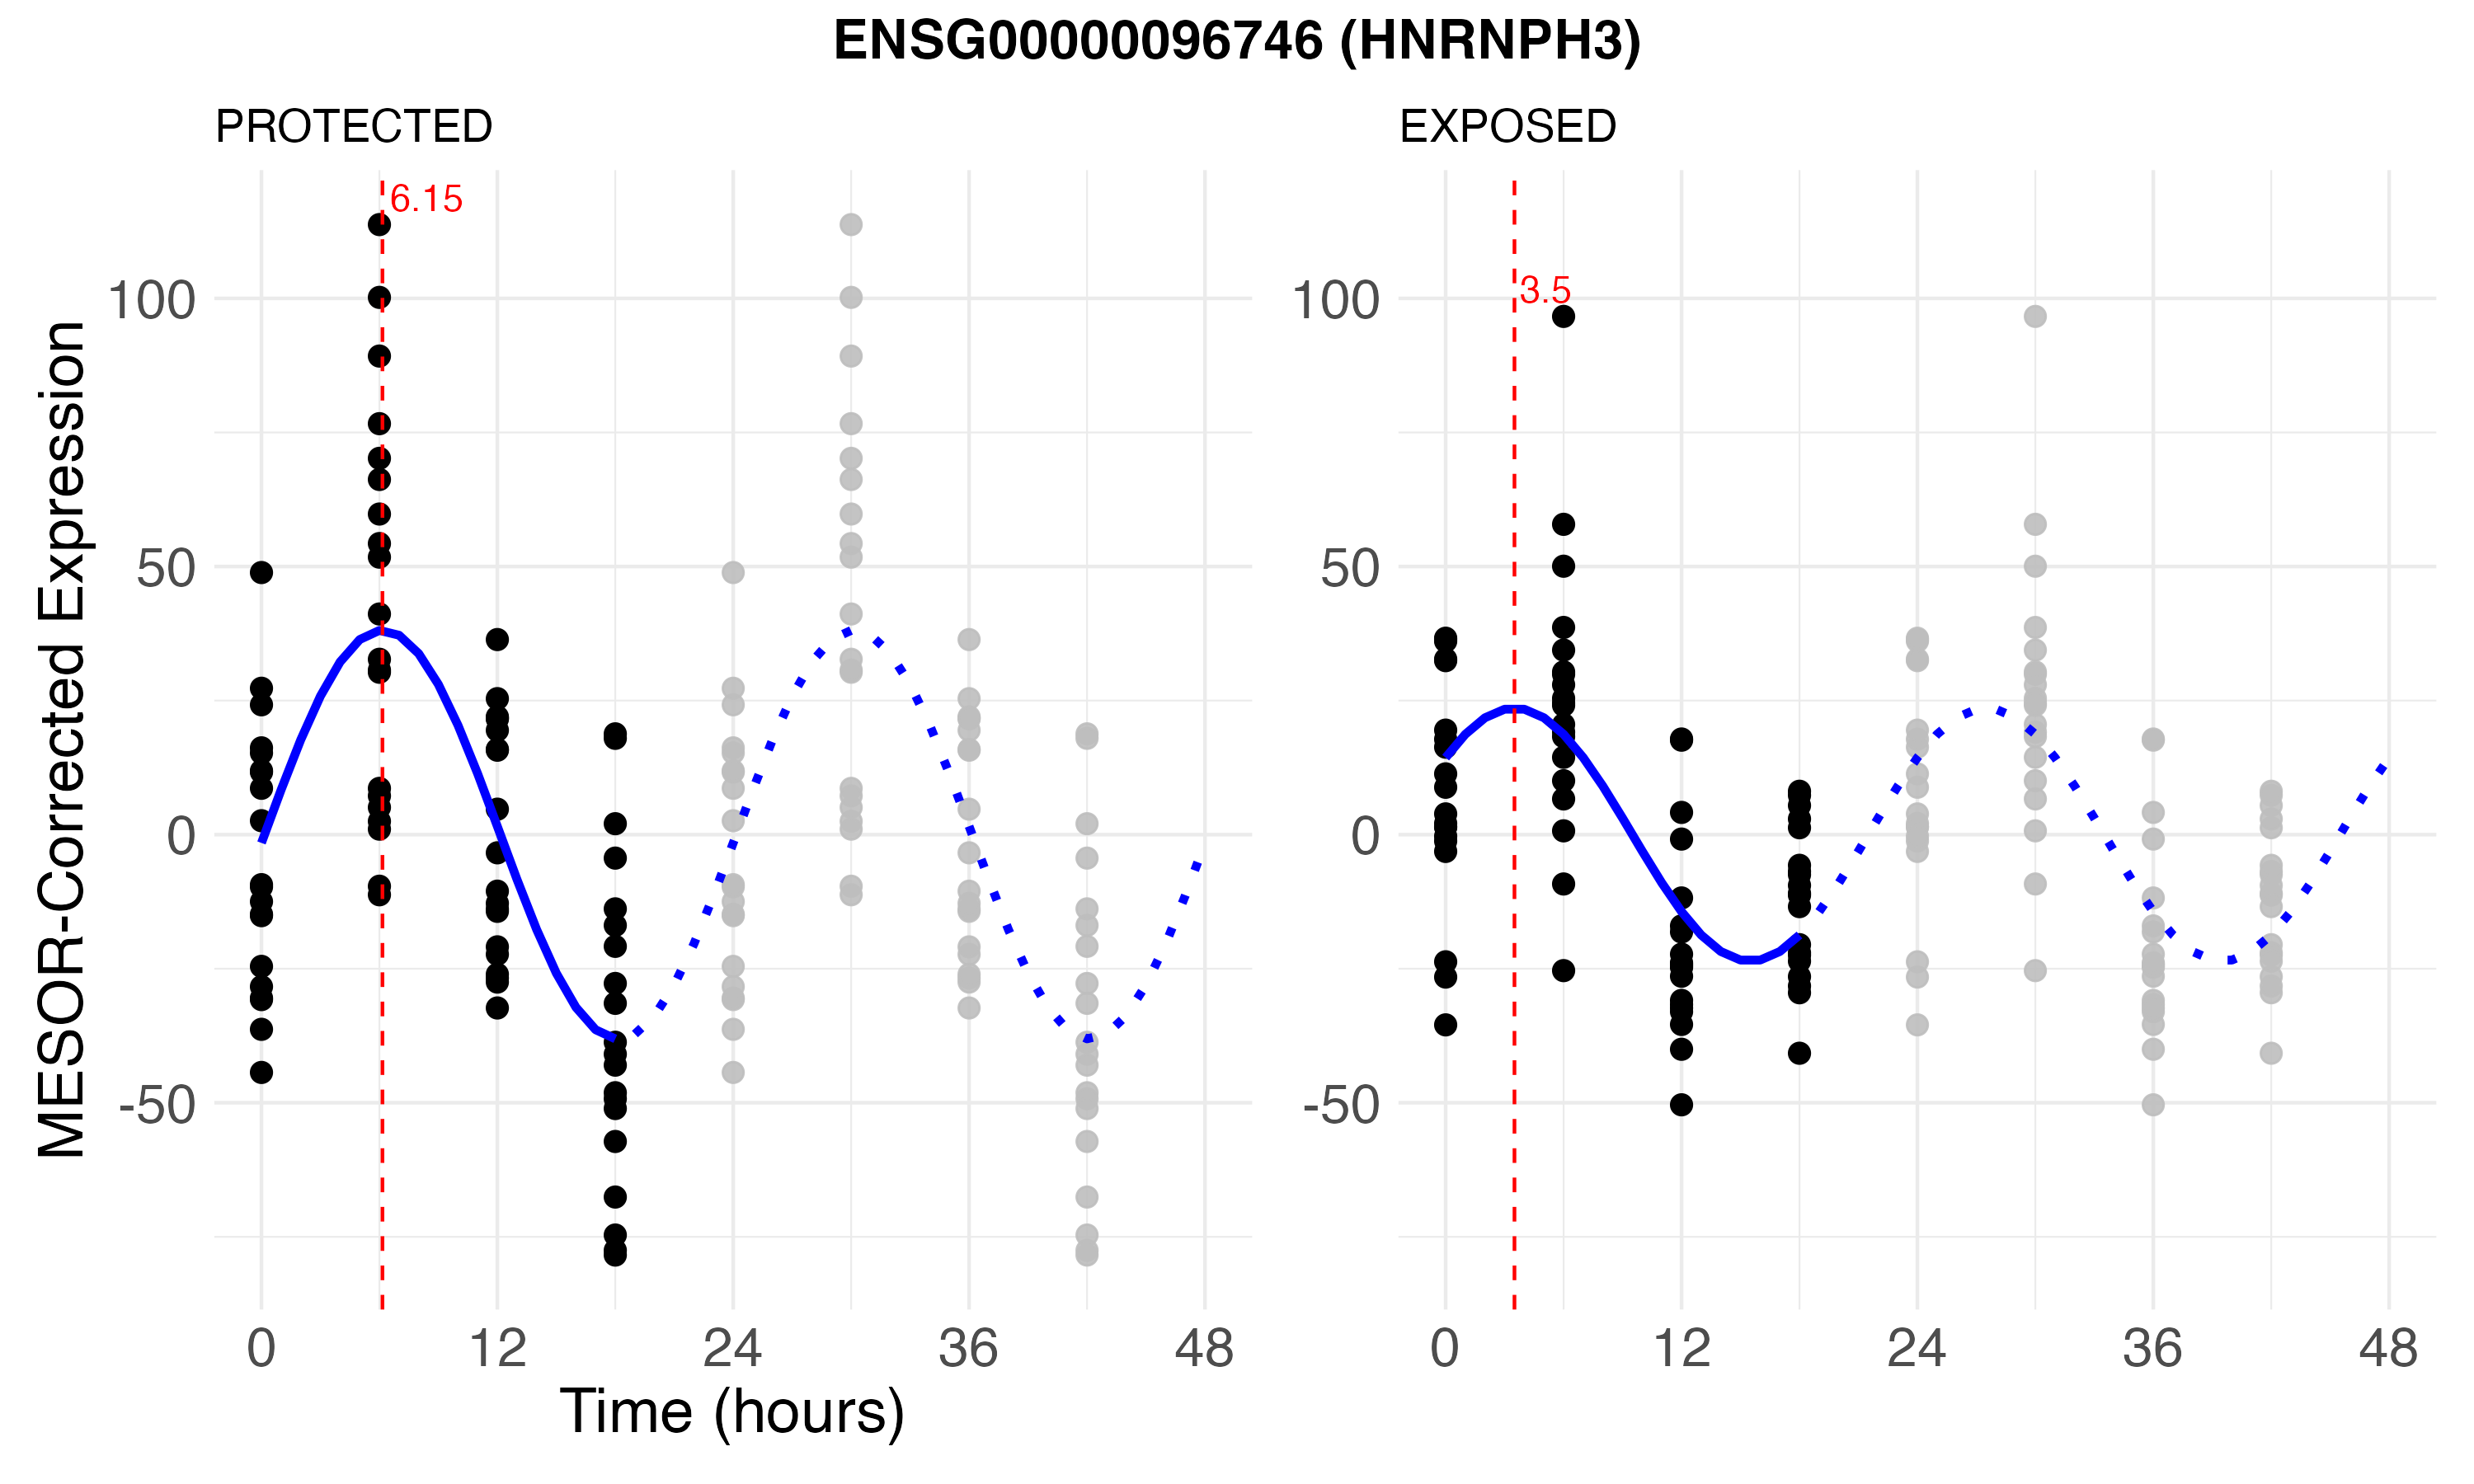 ENSG00000096746 (HNRNPH3)
PROTECTED
EXPOSED
6.15
3.5
MESOR-Corrected Expression
100
50
0
-50
100
50
0
-50
0 12 24 36 48
0 12 24 36 48
Time (hours)